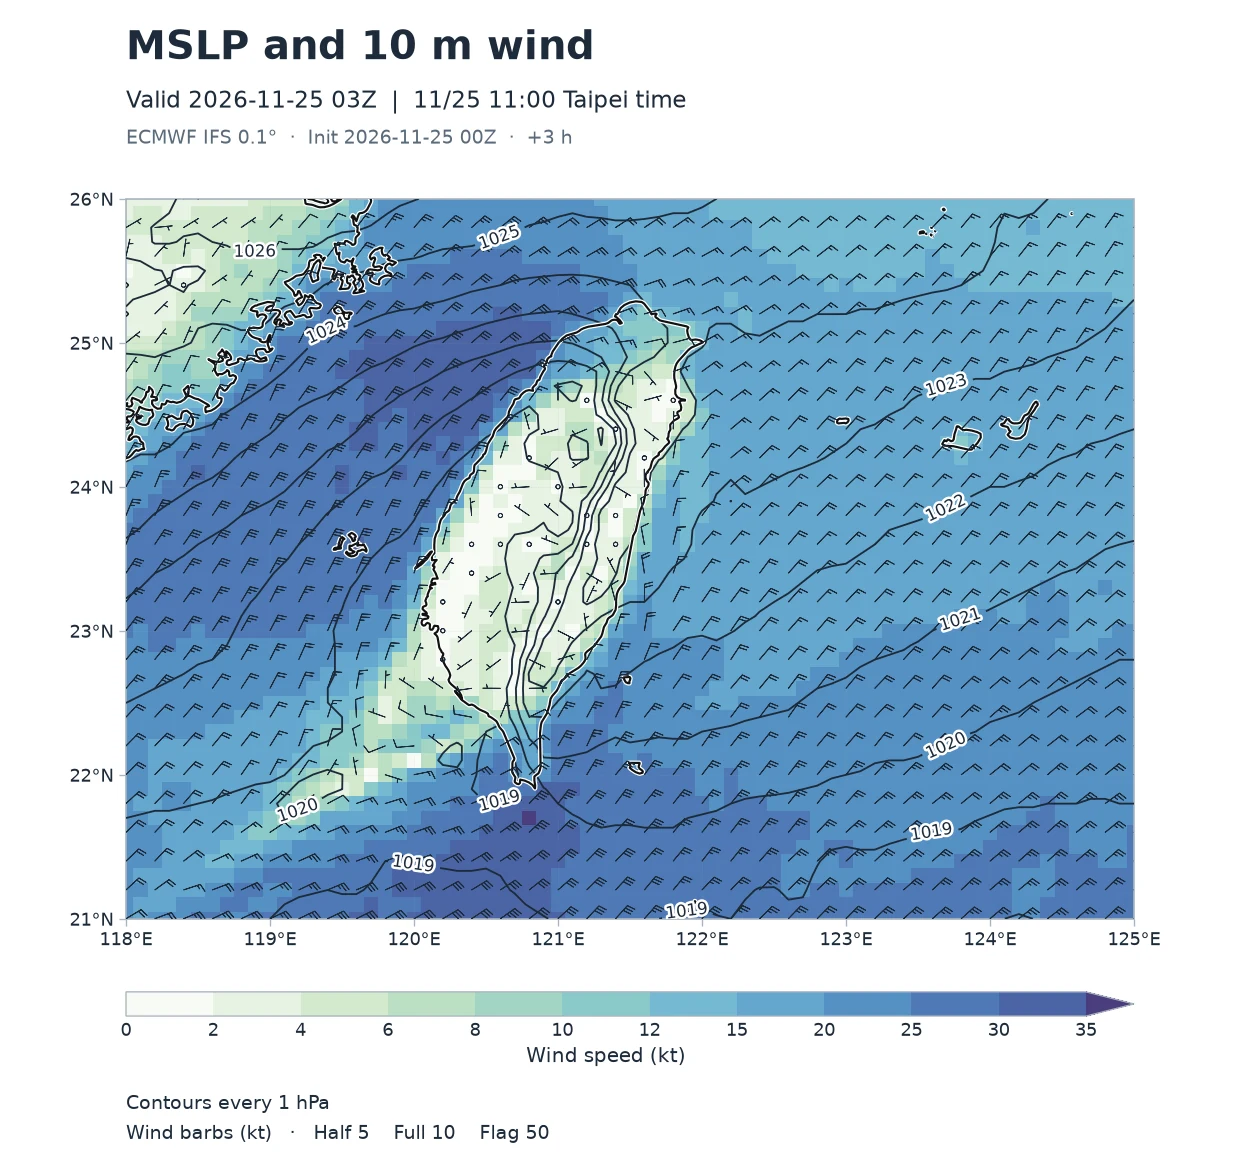 MSLP and 10 m wind
Valid 2026-11-25 03Z | 11/25 11:00 Taipei time
ECMWF IFS 0.1° · Init 2026-11-25 00Z · +3 h
26°N
25°N
24°N
23°N
22°N
21°N
1026
1025
1024
1023
1022
1021
1020
1020
1019
1019
1019
1019
118°E 119°E 120°E 121°E 122°E 123°E 124°E 125°E
0 2 4 6 8 10 12 15 20 25 30 35
Wind speed (kt)
Contours every 1 hPa
Wind barbs (kt) · Half 5 Full 10 Flag 50